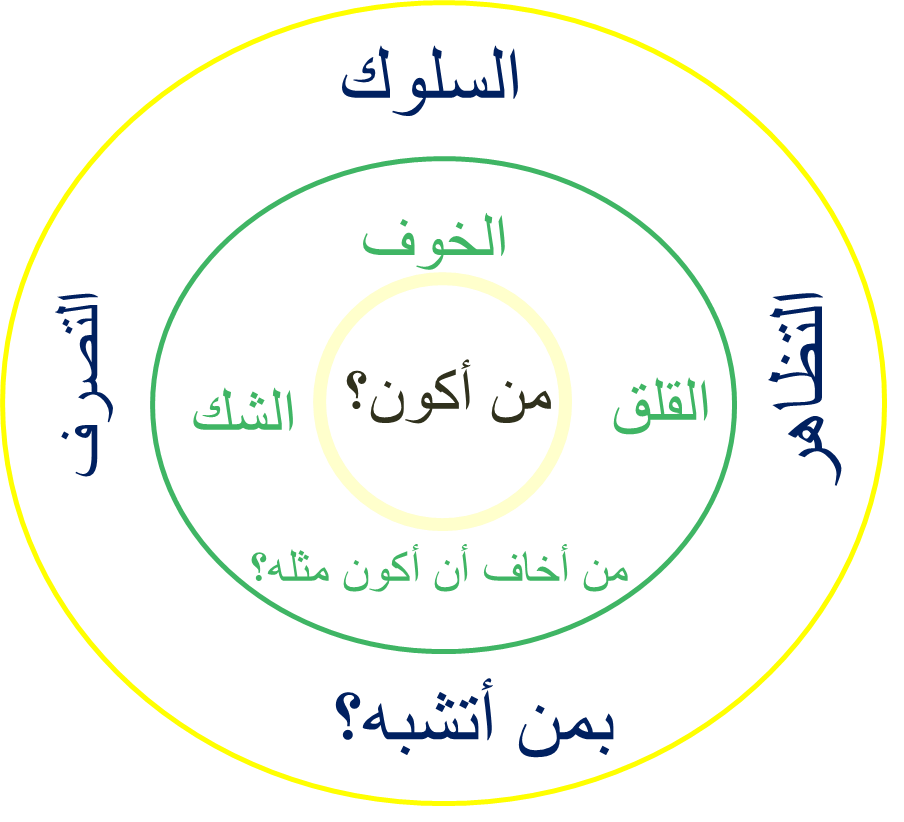 السلوك
الخوف
التظاهر
القلق
من أكون؟
الشك
التصرف
من أخاف أن أكون مثله؟
بمن أتشبه؟